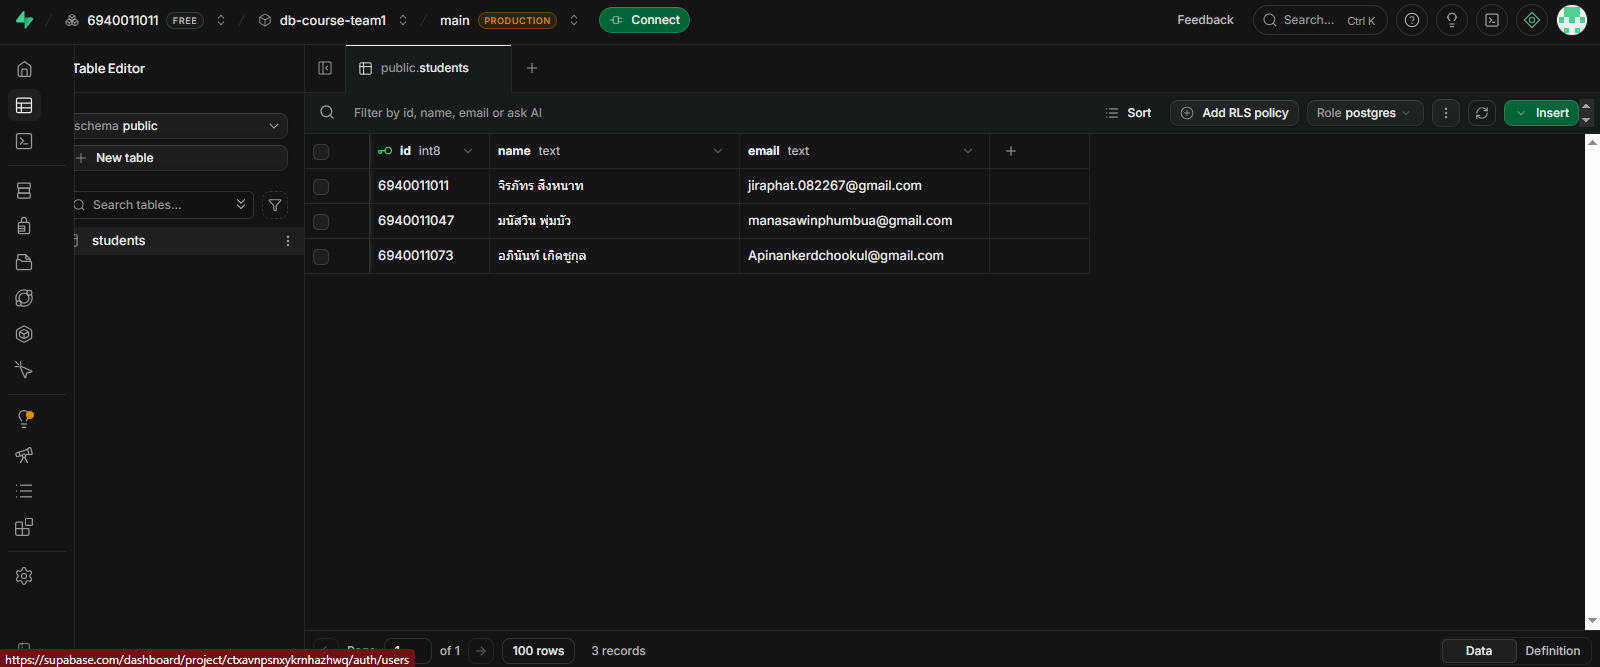 6940011011 FREE db-course-team1 main PRODUCTION Connect Feedback Search... Ctrl K
Table Editor
public.students
schema public
New table
Search tables...
students
Filter by id, name, email or ask AI Sort Add RLS policy Role postgres Insert
id int8 name text email text
6940011011 จิรภัทร สิงหนาท jiraphat.082267@gmail.com
6940011047 มนัสวิน พุ่มบัว manasawinphumbua@gmail.com
6940011073 อภินันท์ เกิดชูกุล Apinankerdchookul@gmail.com
Page 1 of 1 100 rows 3 records Data Definition
https://supabase.com/dashboard/project/ctxavnpsnxykrnhazhwq/auth/users